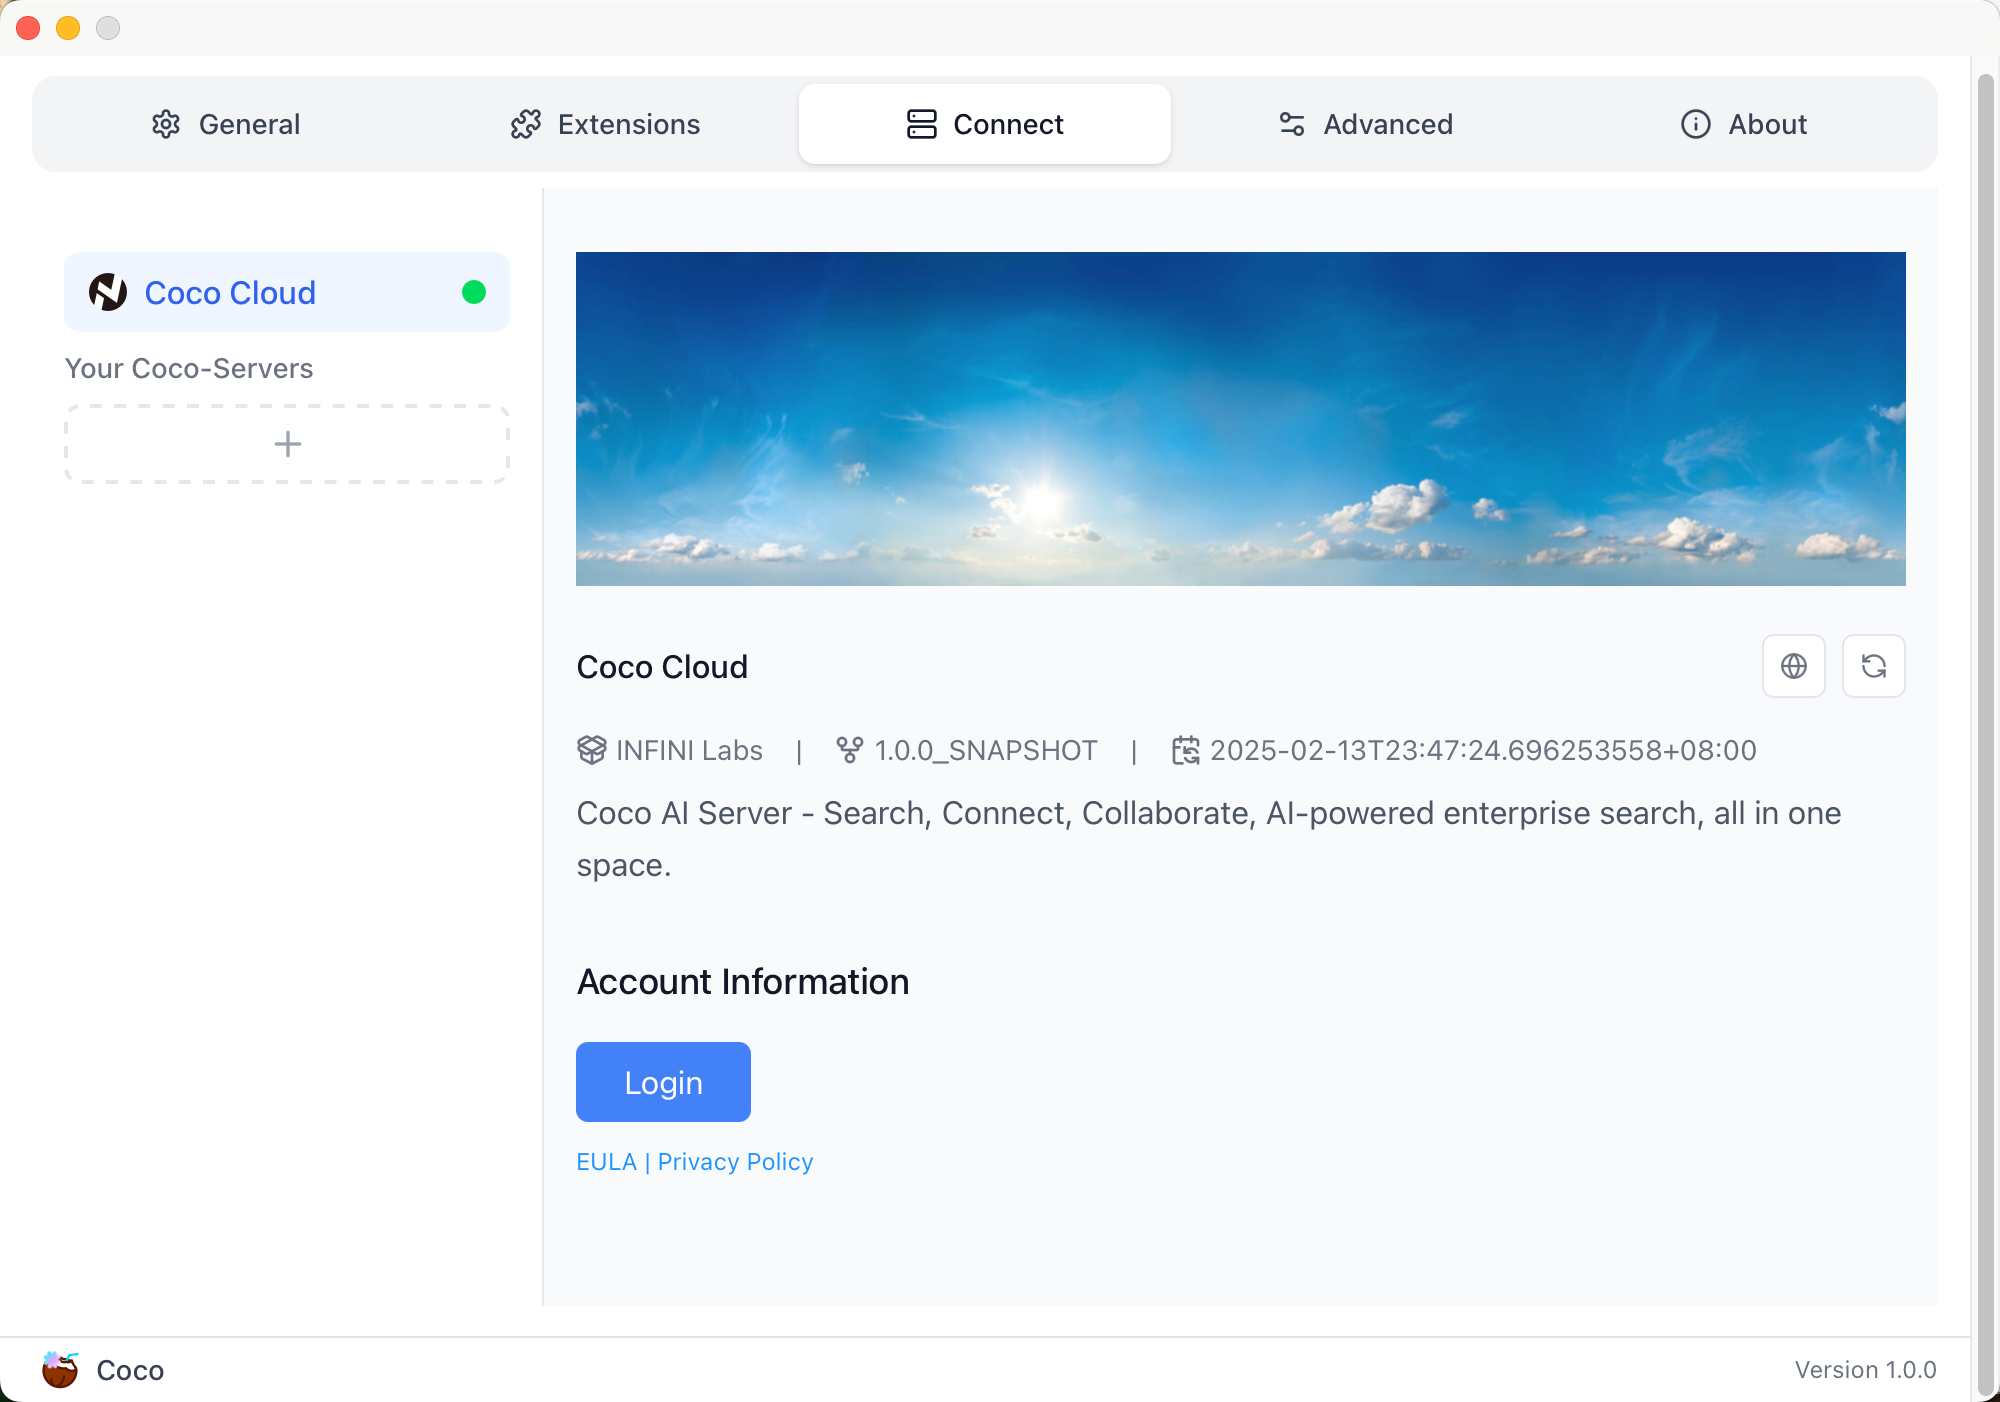 General
Extensions
Connect
Advanced
About
Coco Cloud
Your Coco-Servers
Coco Cloud
INFINI Labs | 1.0.0_SNAPSHOT | 2025-02-13T23:47:24.696253558+08:00
Coco AI Server - Search, Connect, Collaborate, AI-powered enterprise search, all in one
space.
Account Information
Login
EULA | Privacy Policy
Coco
Version 1.0.0